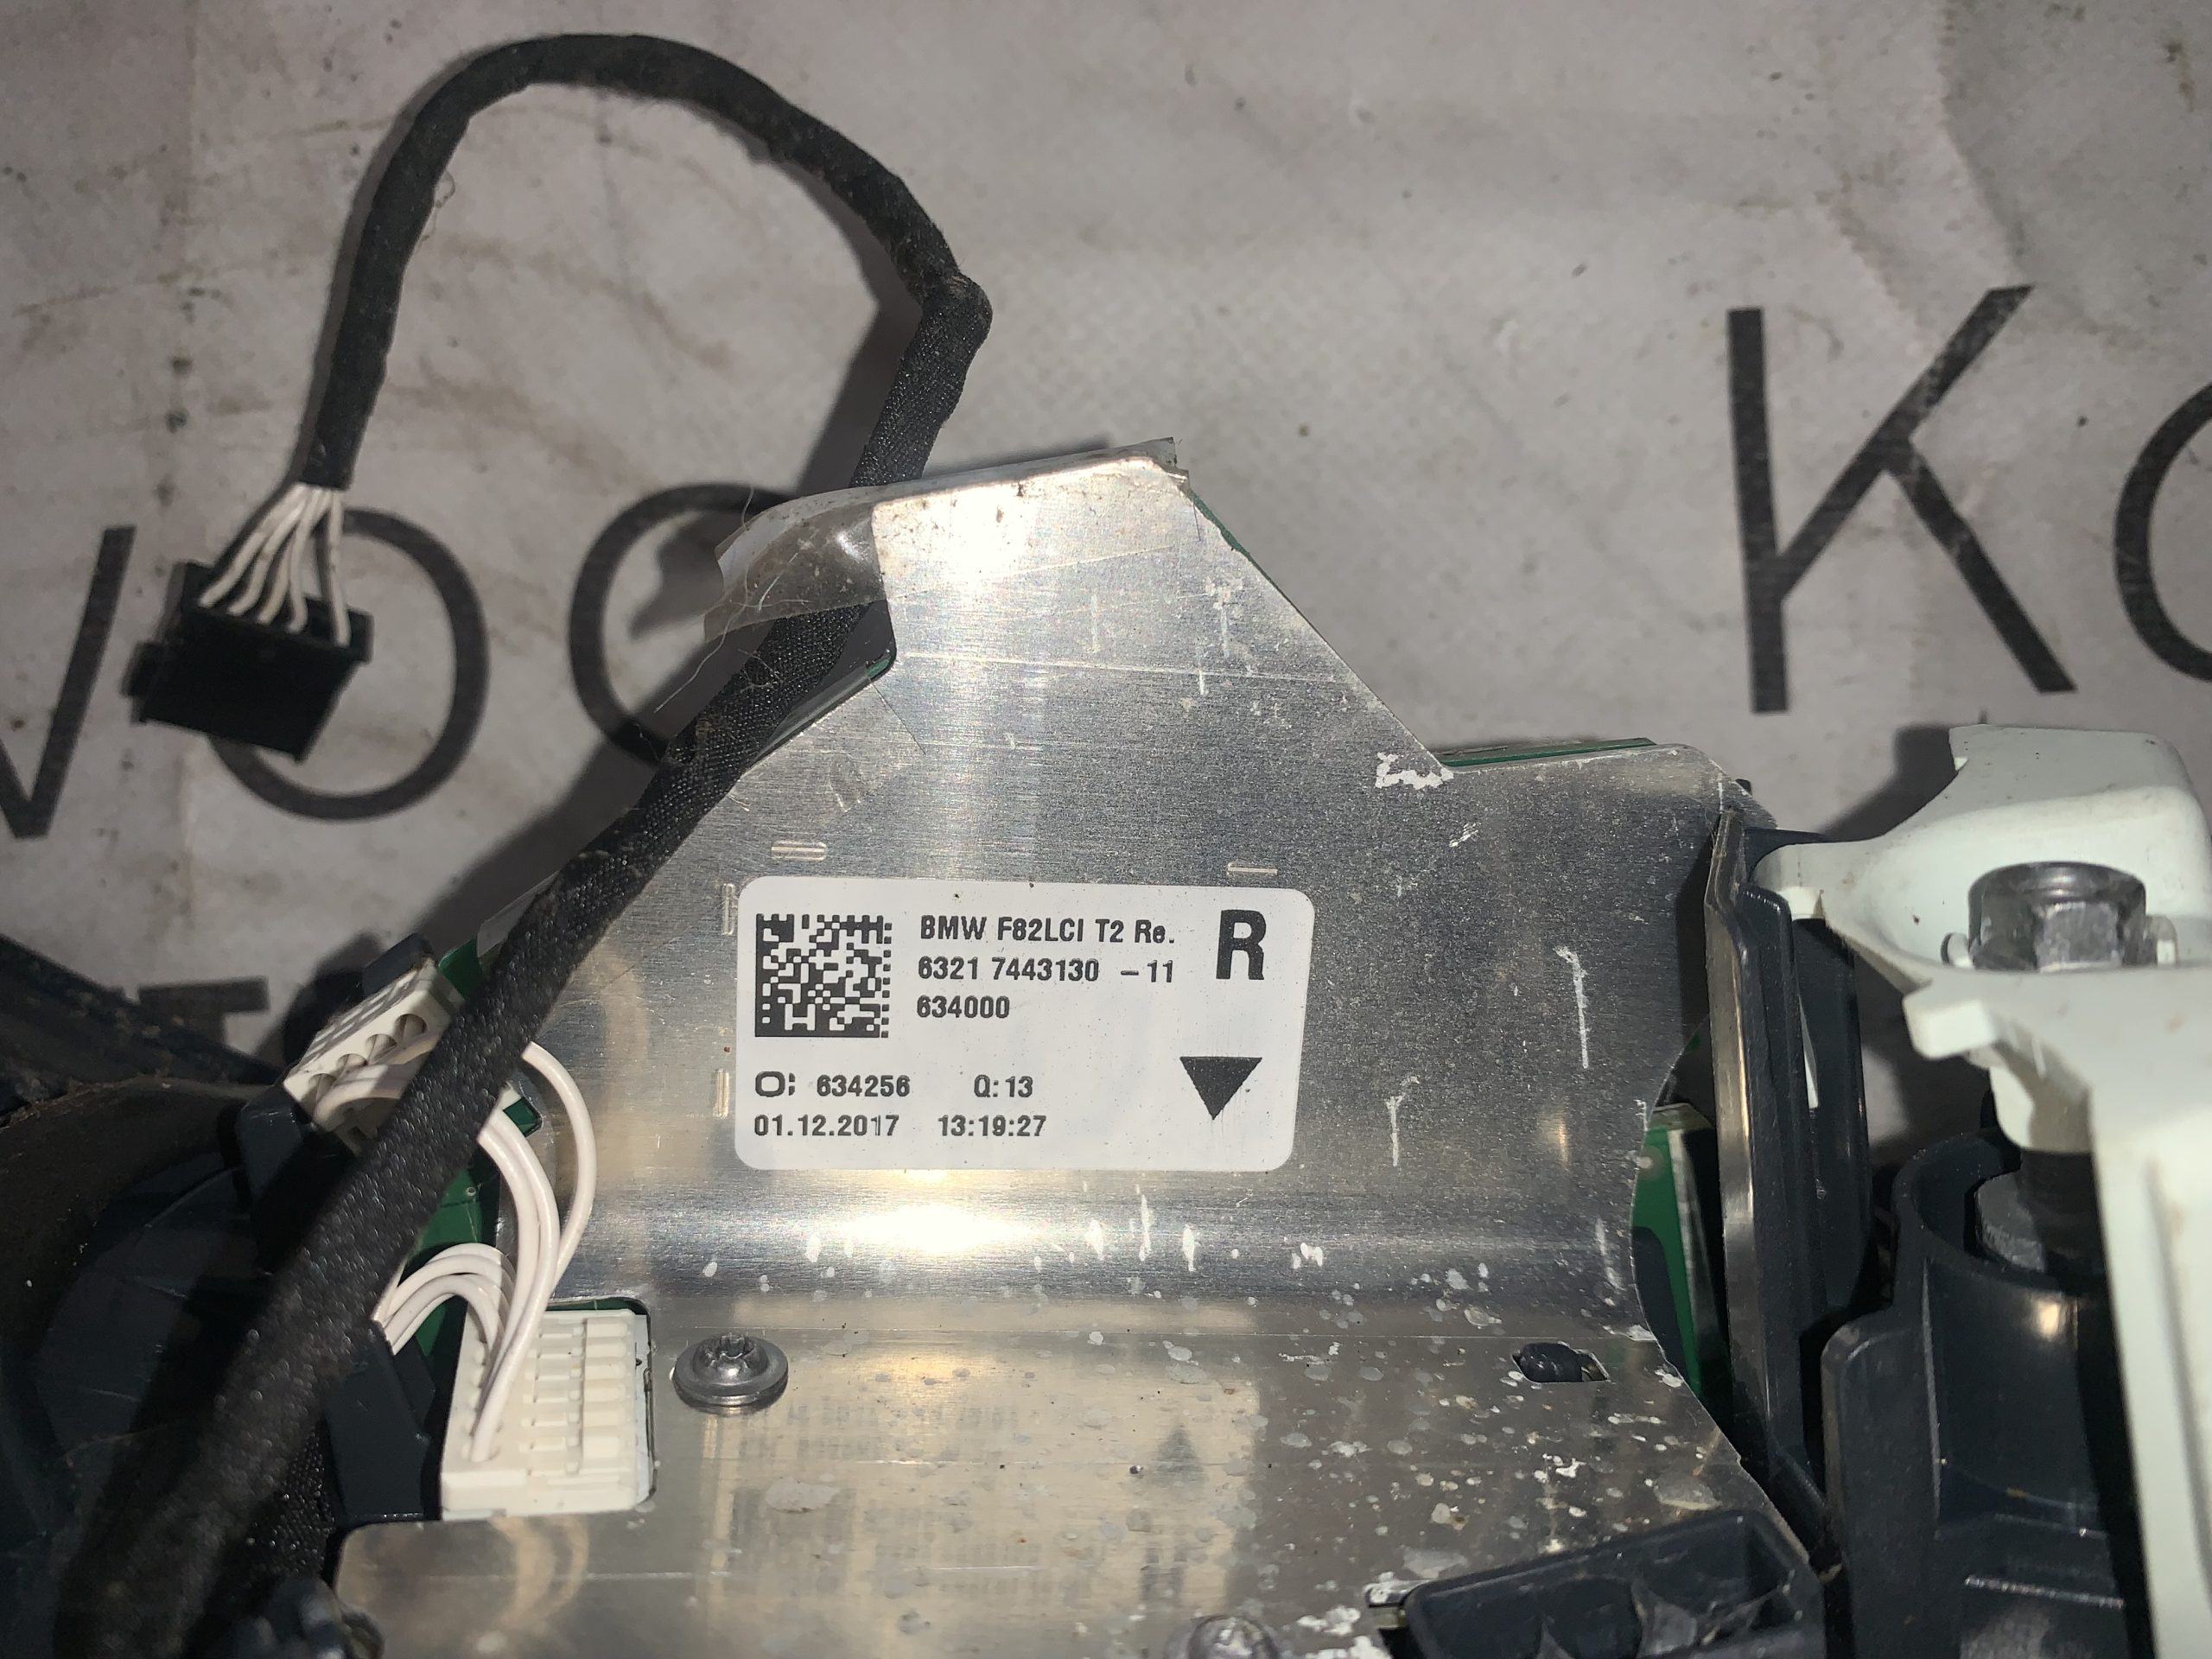 K
BMW F82LCI T2 Re. R
6321 7443130 -11
634000
O: 634256 Q:13
01.12.2017 13:19:27